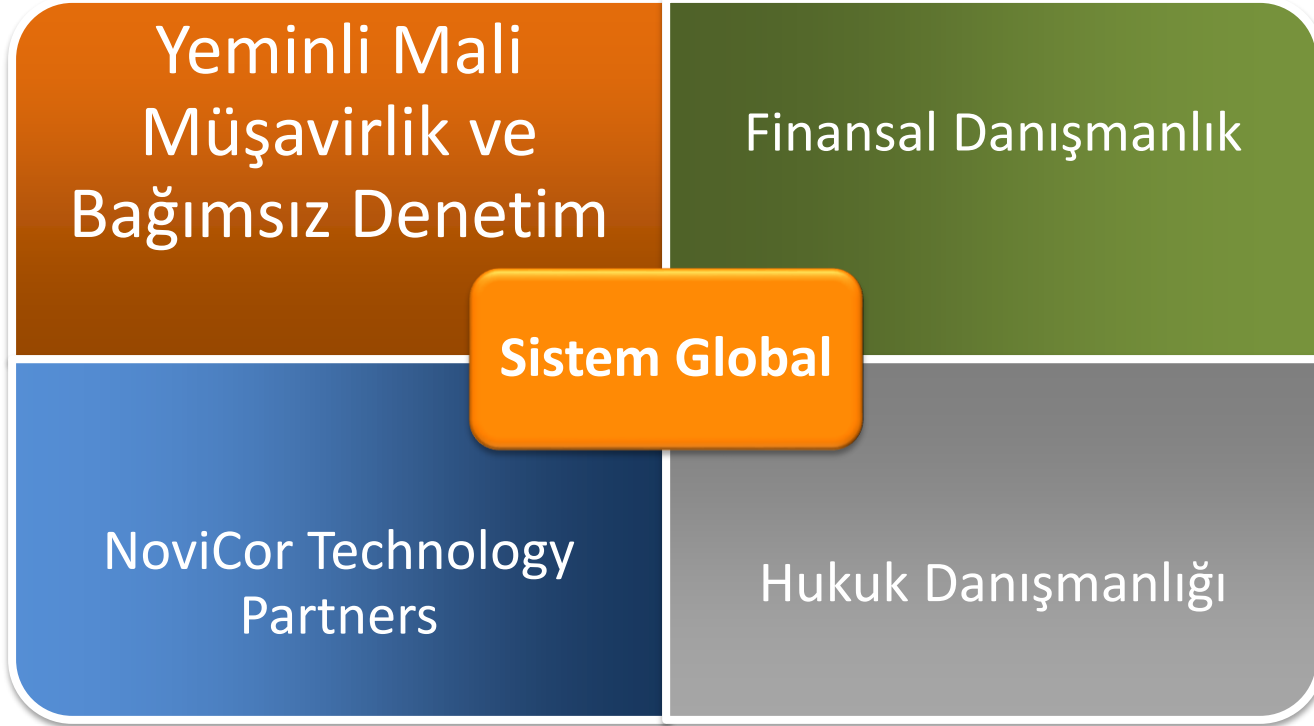 Yeminli Mali
Müşavirlik ve
Bağımsız Denetim
Finansal Danışmanlık
Sistem Global
NoviCor Technology
Partners
Hukuk Danışmanlığı